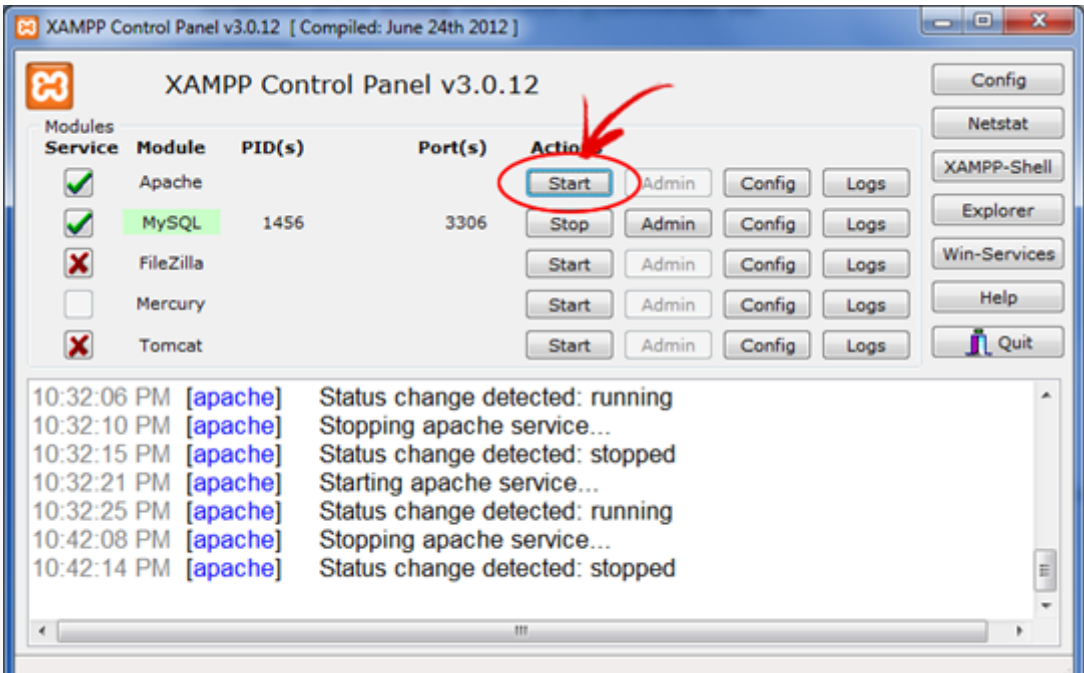 XAMPP Control Panel v3.0.12 [ Compiled: June 24th 2012 ]
XAMPP Control Panel v3.0.12
Config
Modules
Netstat
Service Module PID(s) Port(s) Actions
XAMPP-Shell
Apache Start Admin Config Logs
Explorer
MySQL 1456 3306 Stop Admin Config Logs
Win-Services
FileZilla Start Admin Config Logs
Help
Mercury Start Admin Config Logs
Quit
Tomcat Start Admin Config Logs
10:32:06 PM [apache] Status change detected: running
10:32:10 PM [apache] Stopping apache service...
10:32:15 PM [apache] Status change detected: stopped
10:32:21 PM [apache] Starting apache service...
10:32:25 PM [apache] Status change detected: running
10:42:08 PM [apache] Stopping apache service...
10:42:14 PM [apache] Status change detected: stopped